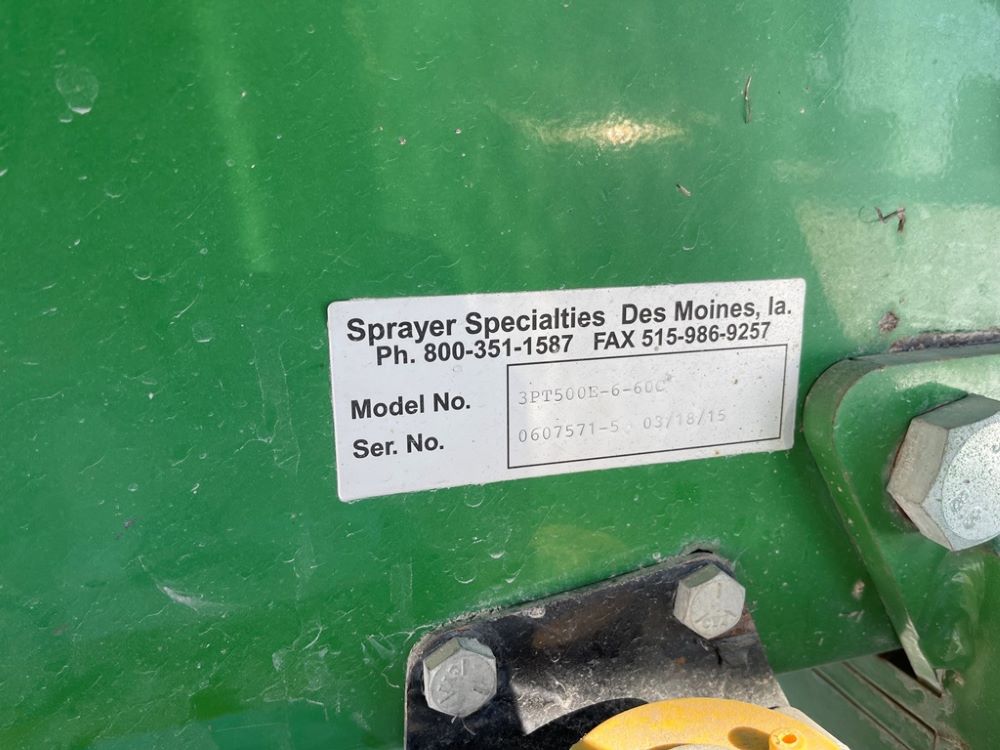 Sprayer Specialties Des Moines, Ia.
Ph. 800-351-1587 FAX 515-986-9257
Model No. 3PT500E-6-60C
Ser. No. 0607571-5 03/18/15